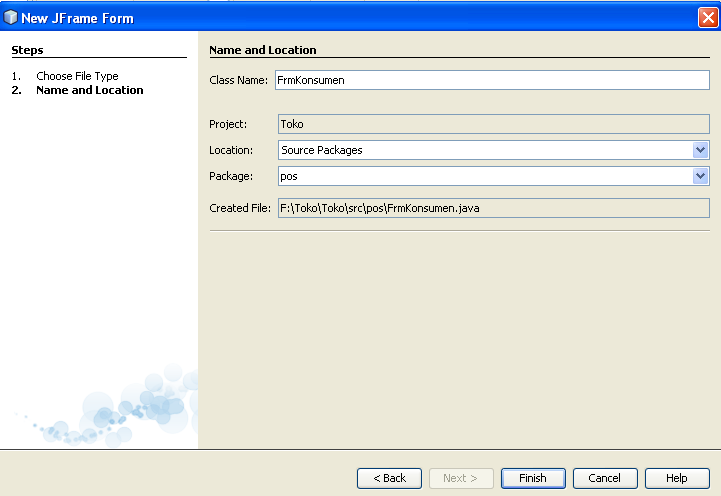 New JFrame Form
Steps
1. Choose File Type
2. Name and Location
Name and Location
Class Name: FrmKonsumen
Project: Toko
Location: Source Packages
Package: pos
Created File: F:\Toko\Toko\src\pos\FrmKonsumen.java
< Back Next > Finish Cancel Help